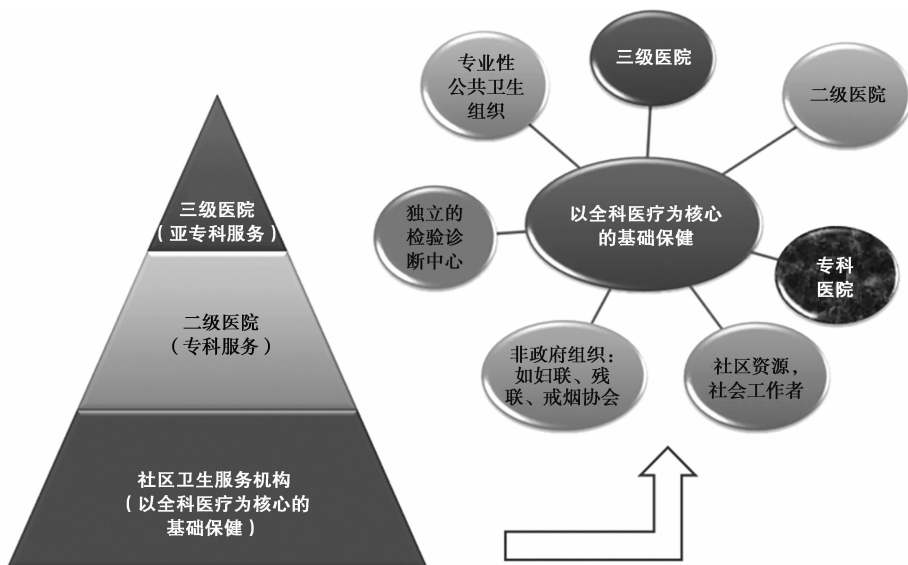 三级医院
（亚专科服务）
二级医院
（专科服务）
社区卫生服务机构
（以全科医疗为核心的
基础保健）
专业性
公共卫生
组织
三级医院
二级医院
独立的
检验诊
断中心
以全科医疗为核心
的基础保健
专科
医院
非政府组织：
如妇联、残
联、戒烟协会
社区资源，
社会工作者